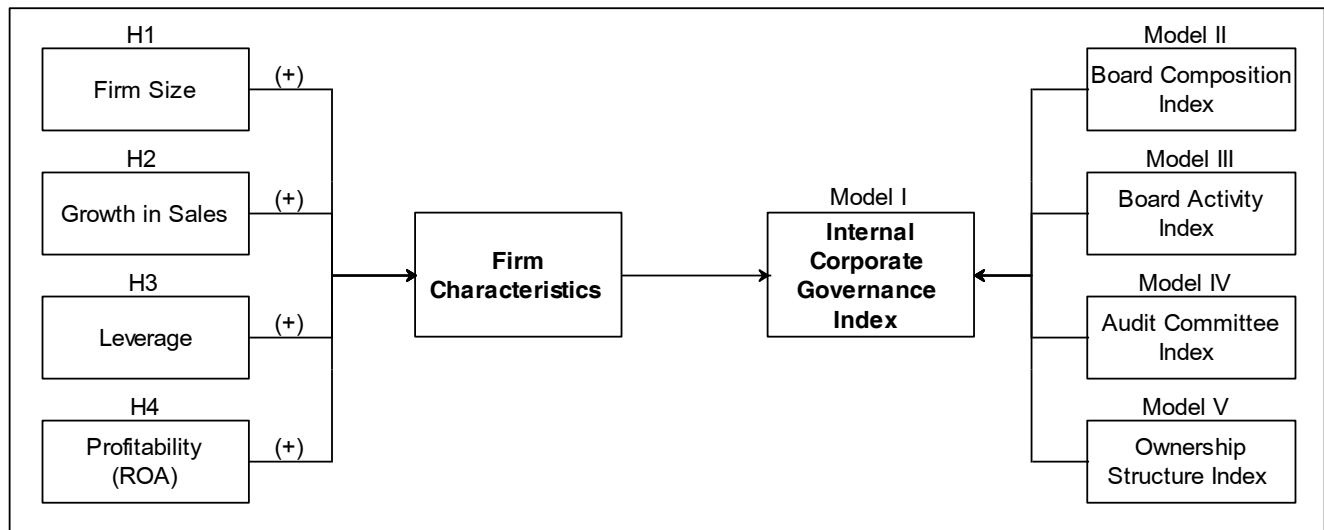 H1
Firm Size
(+)
H2
Growth in Sales
(+)
H3
Leverage
(+)
H4
Profitability
(ROA)
(+)
Firm
Characteristics
Model I
Internal
Corporate
Governance
Index
Model II
Board Composition
Index
Model III
Board Activity
Index
Model IV
Audit Committee
Index
Model V
Ownership
Structure Index